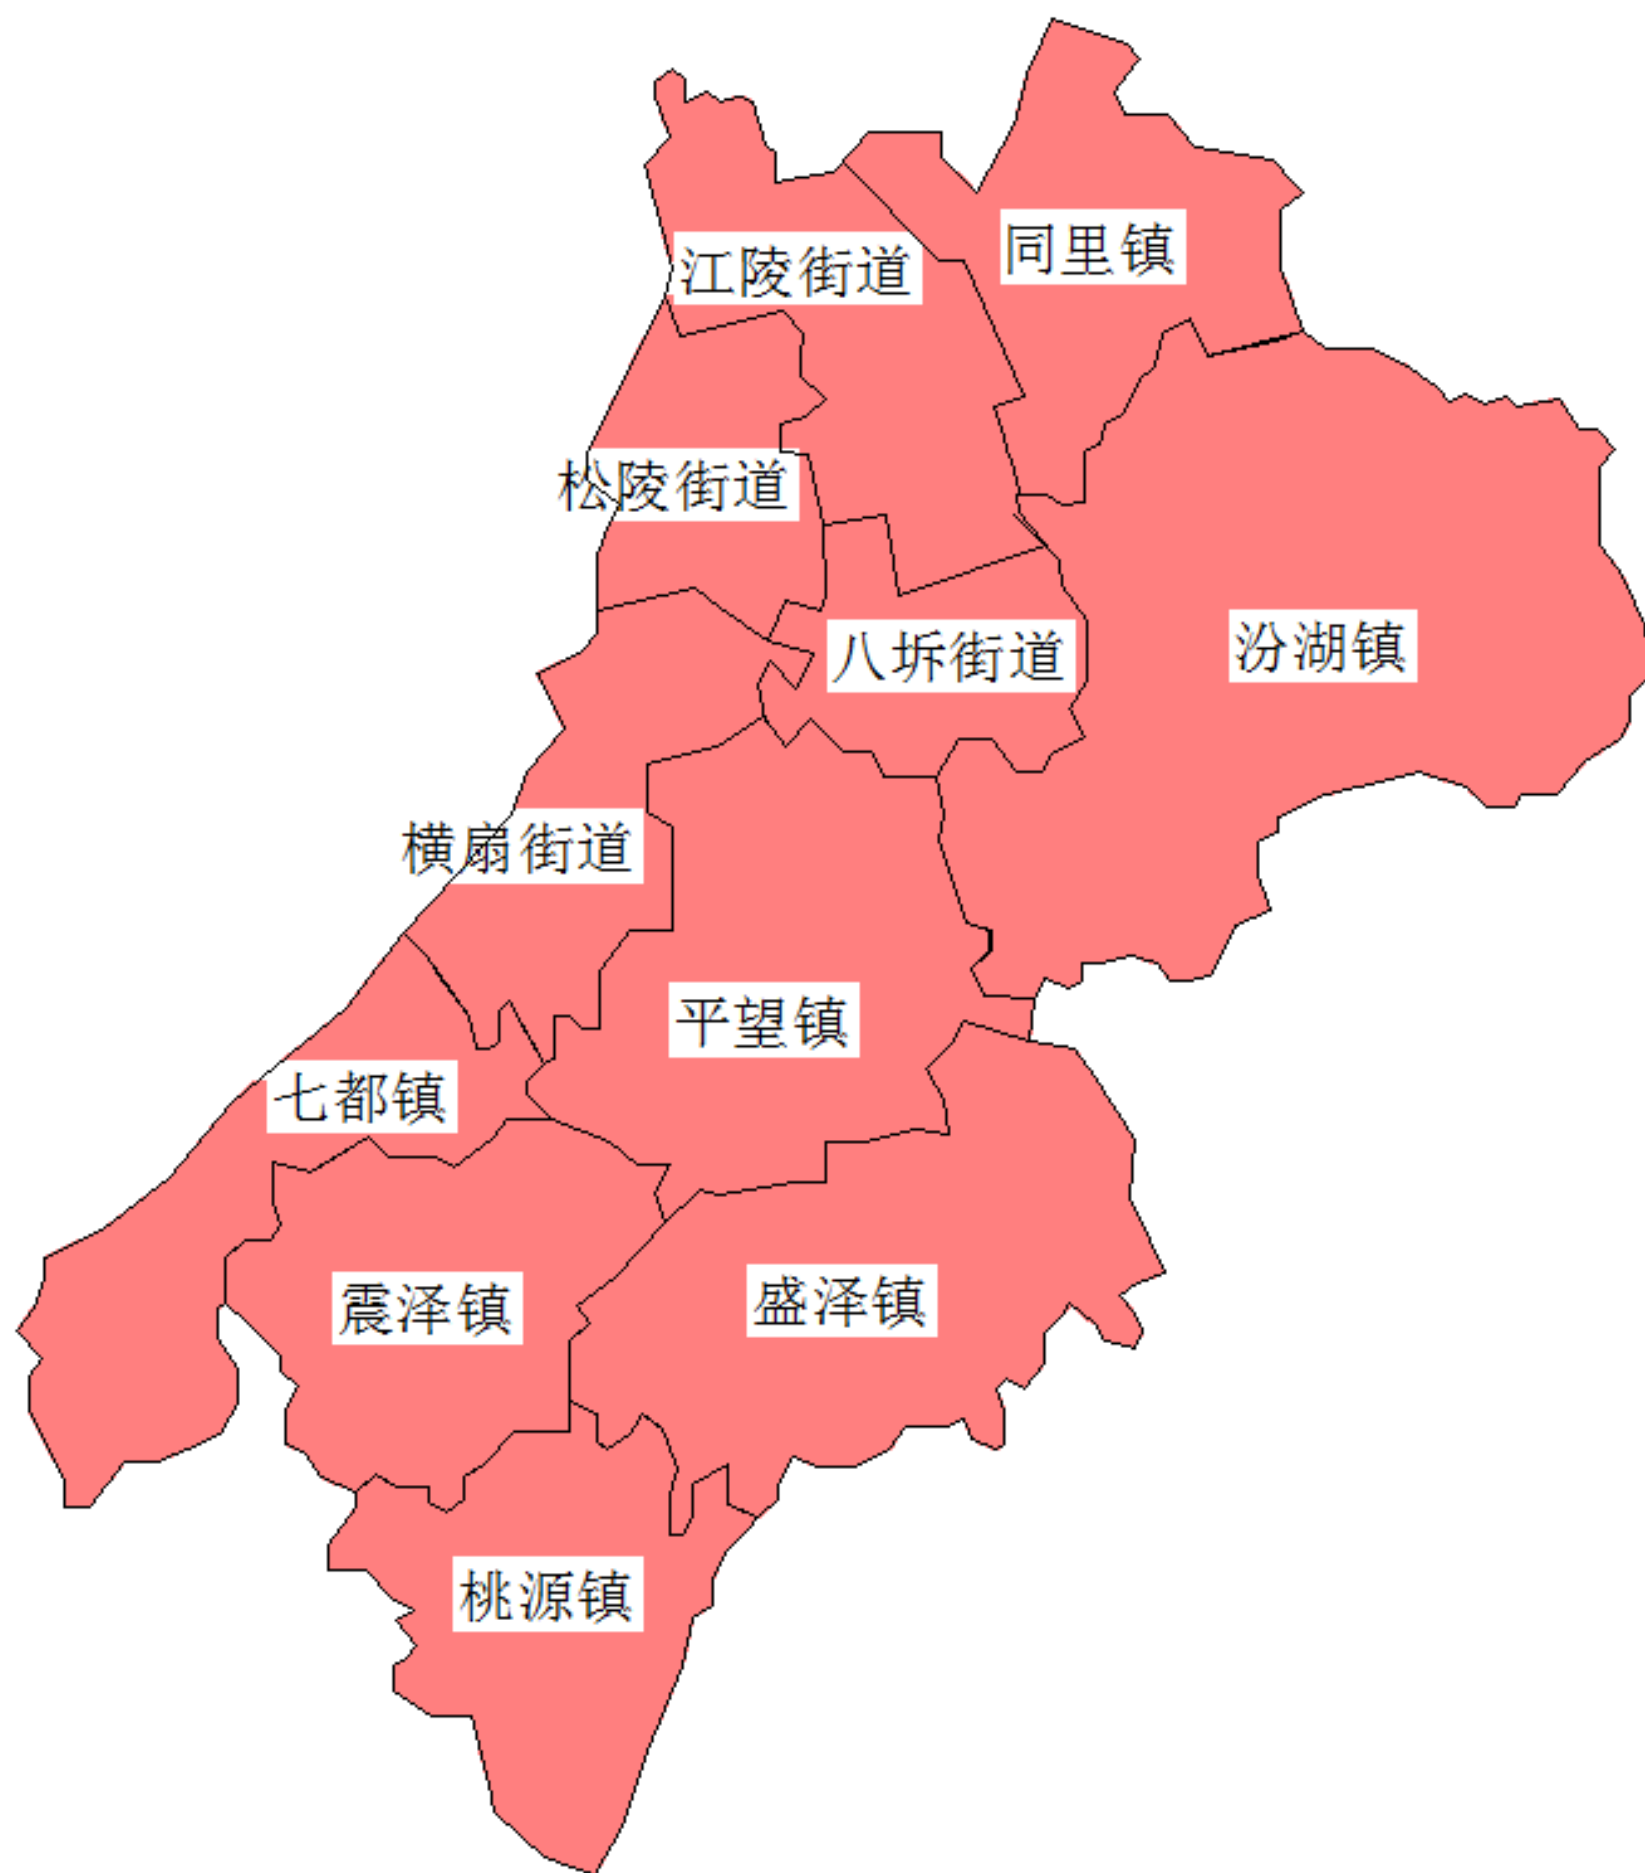 同里镇
江陵街道
松陵街道
汾湖镇
八坼街道
横扇街道
平望镇
七都镇
盛泽镇
震泽镇
桃源镇